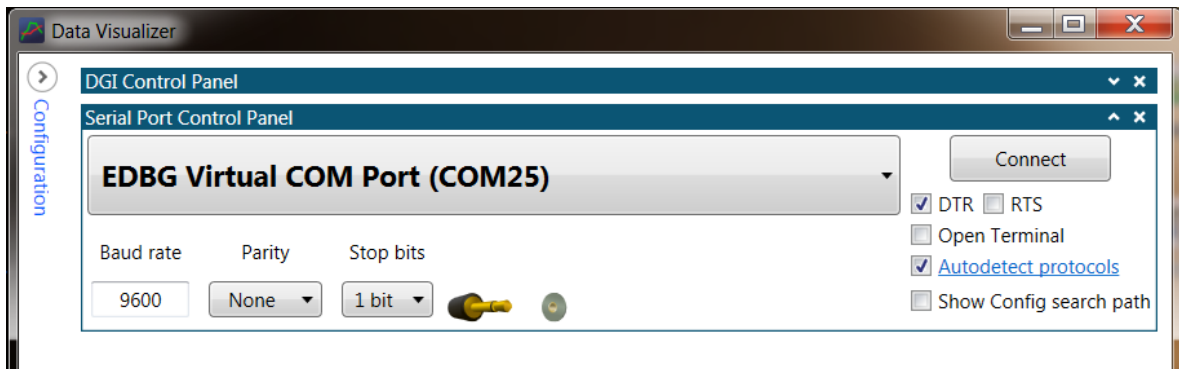 Data Visualizer
Configuration
DGI Control Panel
Serial Port Control Panel
EDBG Virtual COM Port (COM25)
Connect
DTR RTS
Open Terminal
Autodetect protocols
Show Config search path
Baud rate Parity Stop bits
9600 None 1 bit